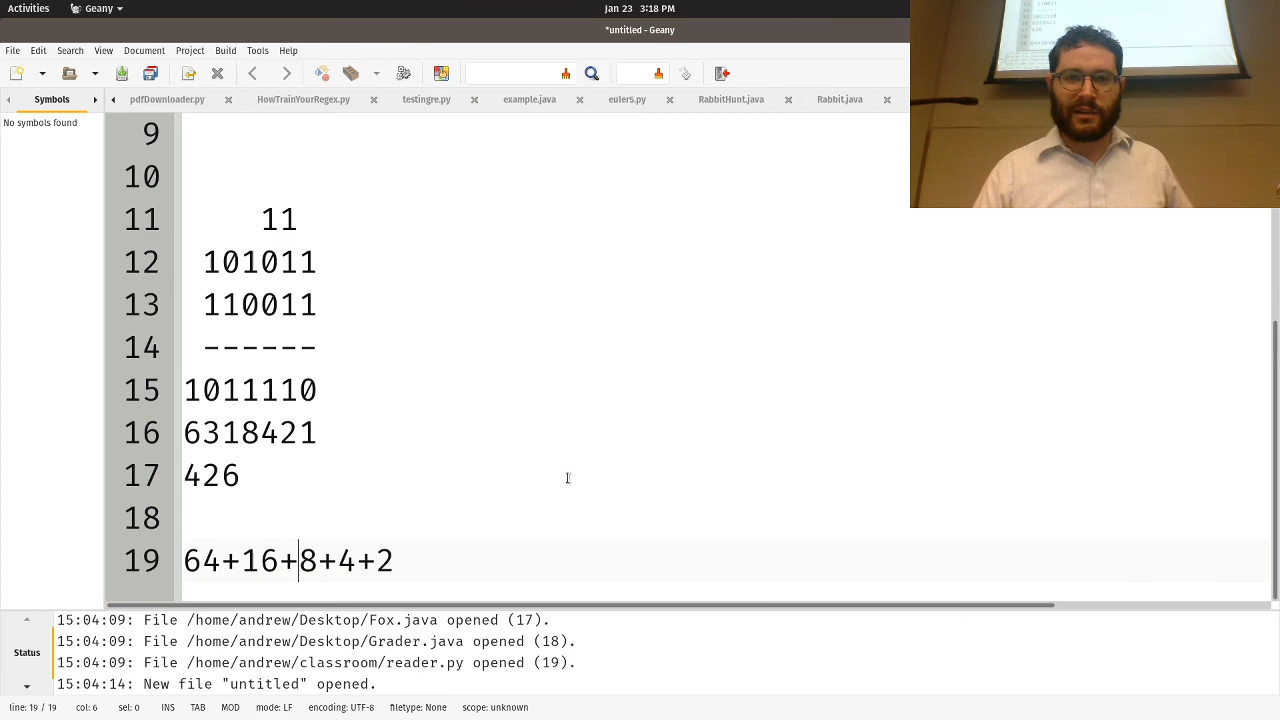 Activities
Geany
Jan 23 3:18 PM
*untitled - Geany
File Edit Search View Document Project Build Tools Help
Symbols
pdfDownloader.py HowTrainYourRegex.py testingre.py example.java euler5.py RabbitHunt.java Rabbit.java
No symbols found
9
10
11 11
12 101011
13 110011
14 ------
15 1011110
16 6318421
17 426
18
19 64+16+8+4+2
Status
15:04:09: File /home/andrew/Desktop/Fox.java opened (17).
15:04:09: File /home/andrew/Desktop/Grader.java opened (18).
15:04:09: File /home/andrew/classroom/reader.py opened (19).
15:04:14: New file "untitled" opened.
line: 19 / 19 col: 6 sel: 0 INS TAB MOD mode: LF encoding: UTF-8 filetype: None scope: unknown